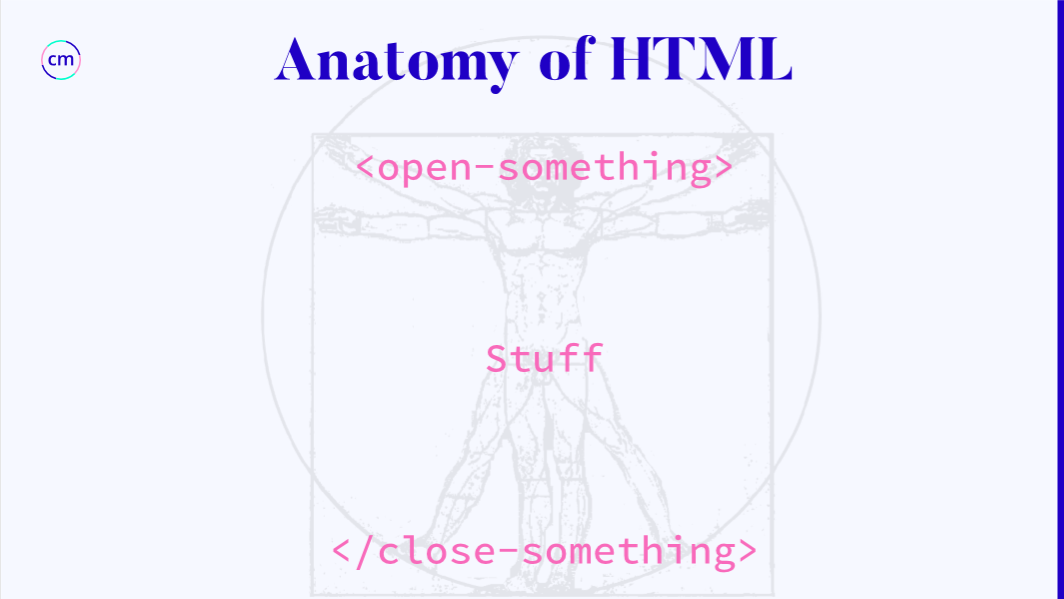 cm
Anatomy of HTML
<open-something>
Stuff
</close-something>